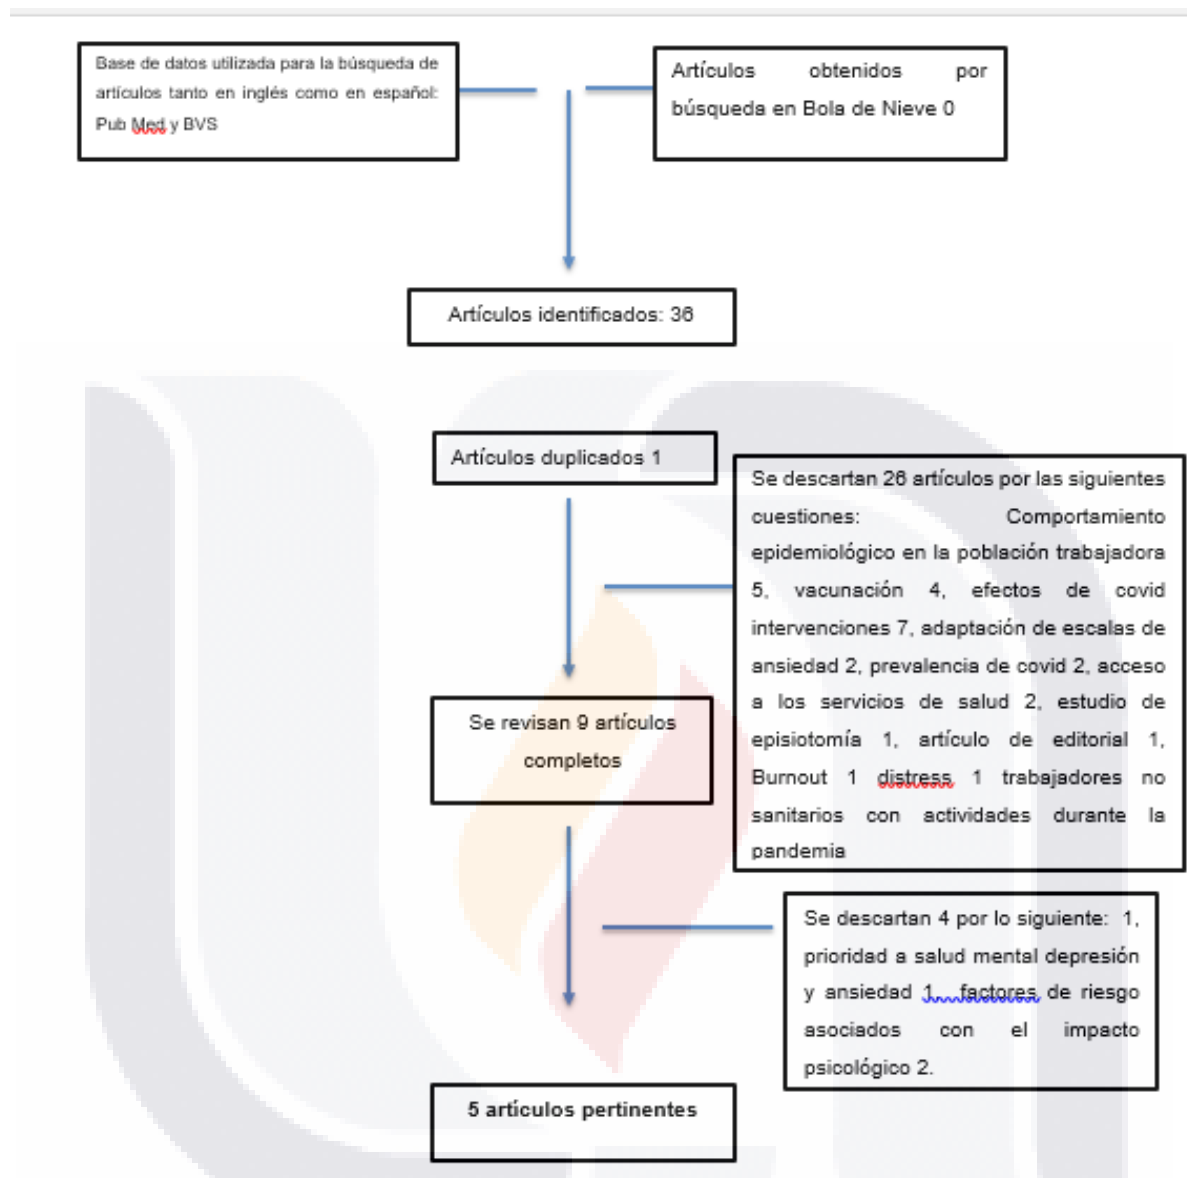 Base de datos utilizada para la búsqueda de
artículos tanto en inglés como en español:
Pub Med y BVS
Artículos obtenidos por
búsqueda en Bola de Nieve 0
Artículos identificados: 36
Artículos duplicados 1
Se descartan 26 artículos por las siguientes
cuestiones: Comportamiento
epidemiológico en la población trabajadora
5, vacunación 4, efectos de covid
intervenciones 7, adaptación de escalas de
ansiedad 2, prevalencia de covid 2, acceso
a los servicios de salud 2, estudio de
episiotomía 1, artículo de editorial 1,
Burnout 1 distress 1 trabajadores no
sanitarios con actividades durante la
pandemia
Se revisan 9 artículos
completos
Se descartan 4 por lo siguiente: 1,
prioridad a salud mental depresión
y ansiedad 1, factores de riesgo
asociados con el impacto
psicológico 2.
5 artículos pertinentes